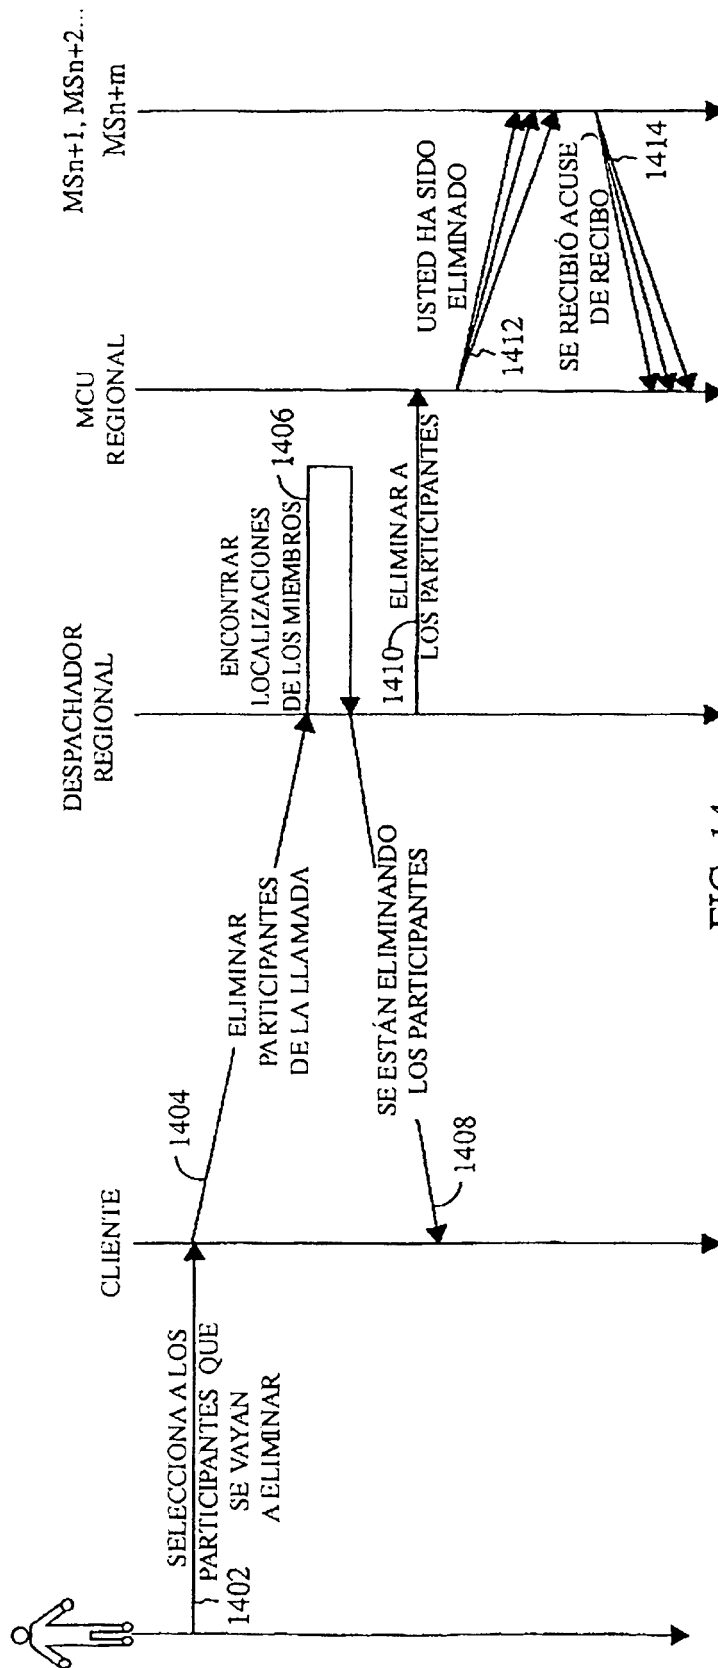 CLIENTE
DESPACHADOR
REGIONAL
MCU
REGIONAL
MSn+1, MSn+2...
MSn+m
SELECCIONA A LOS
PARTICIPANTES QUE
SE VAYAN
A ELIMINAR
1402
1404
ELIMINAR
PARTICIPANTES
DE LA LLAMADA
ENCONTRAR
LOCALIZACIONES
DE LOS MIEMBROS
1406
SE ESTÁN ELIMINANDO
LOS PARTICIPANTES
1408
1410
ELIMINAR A
LOS PARTICIPANTES
USTED HA SIDO
ELIMINADO
1412
SE RECIBIÓ ACUSE
DE RECIBO
1414
FIG. 14